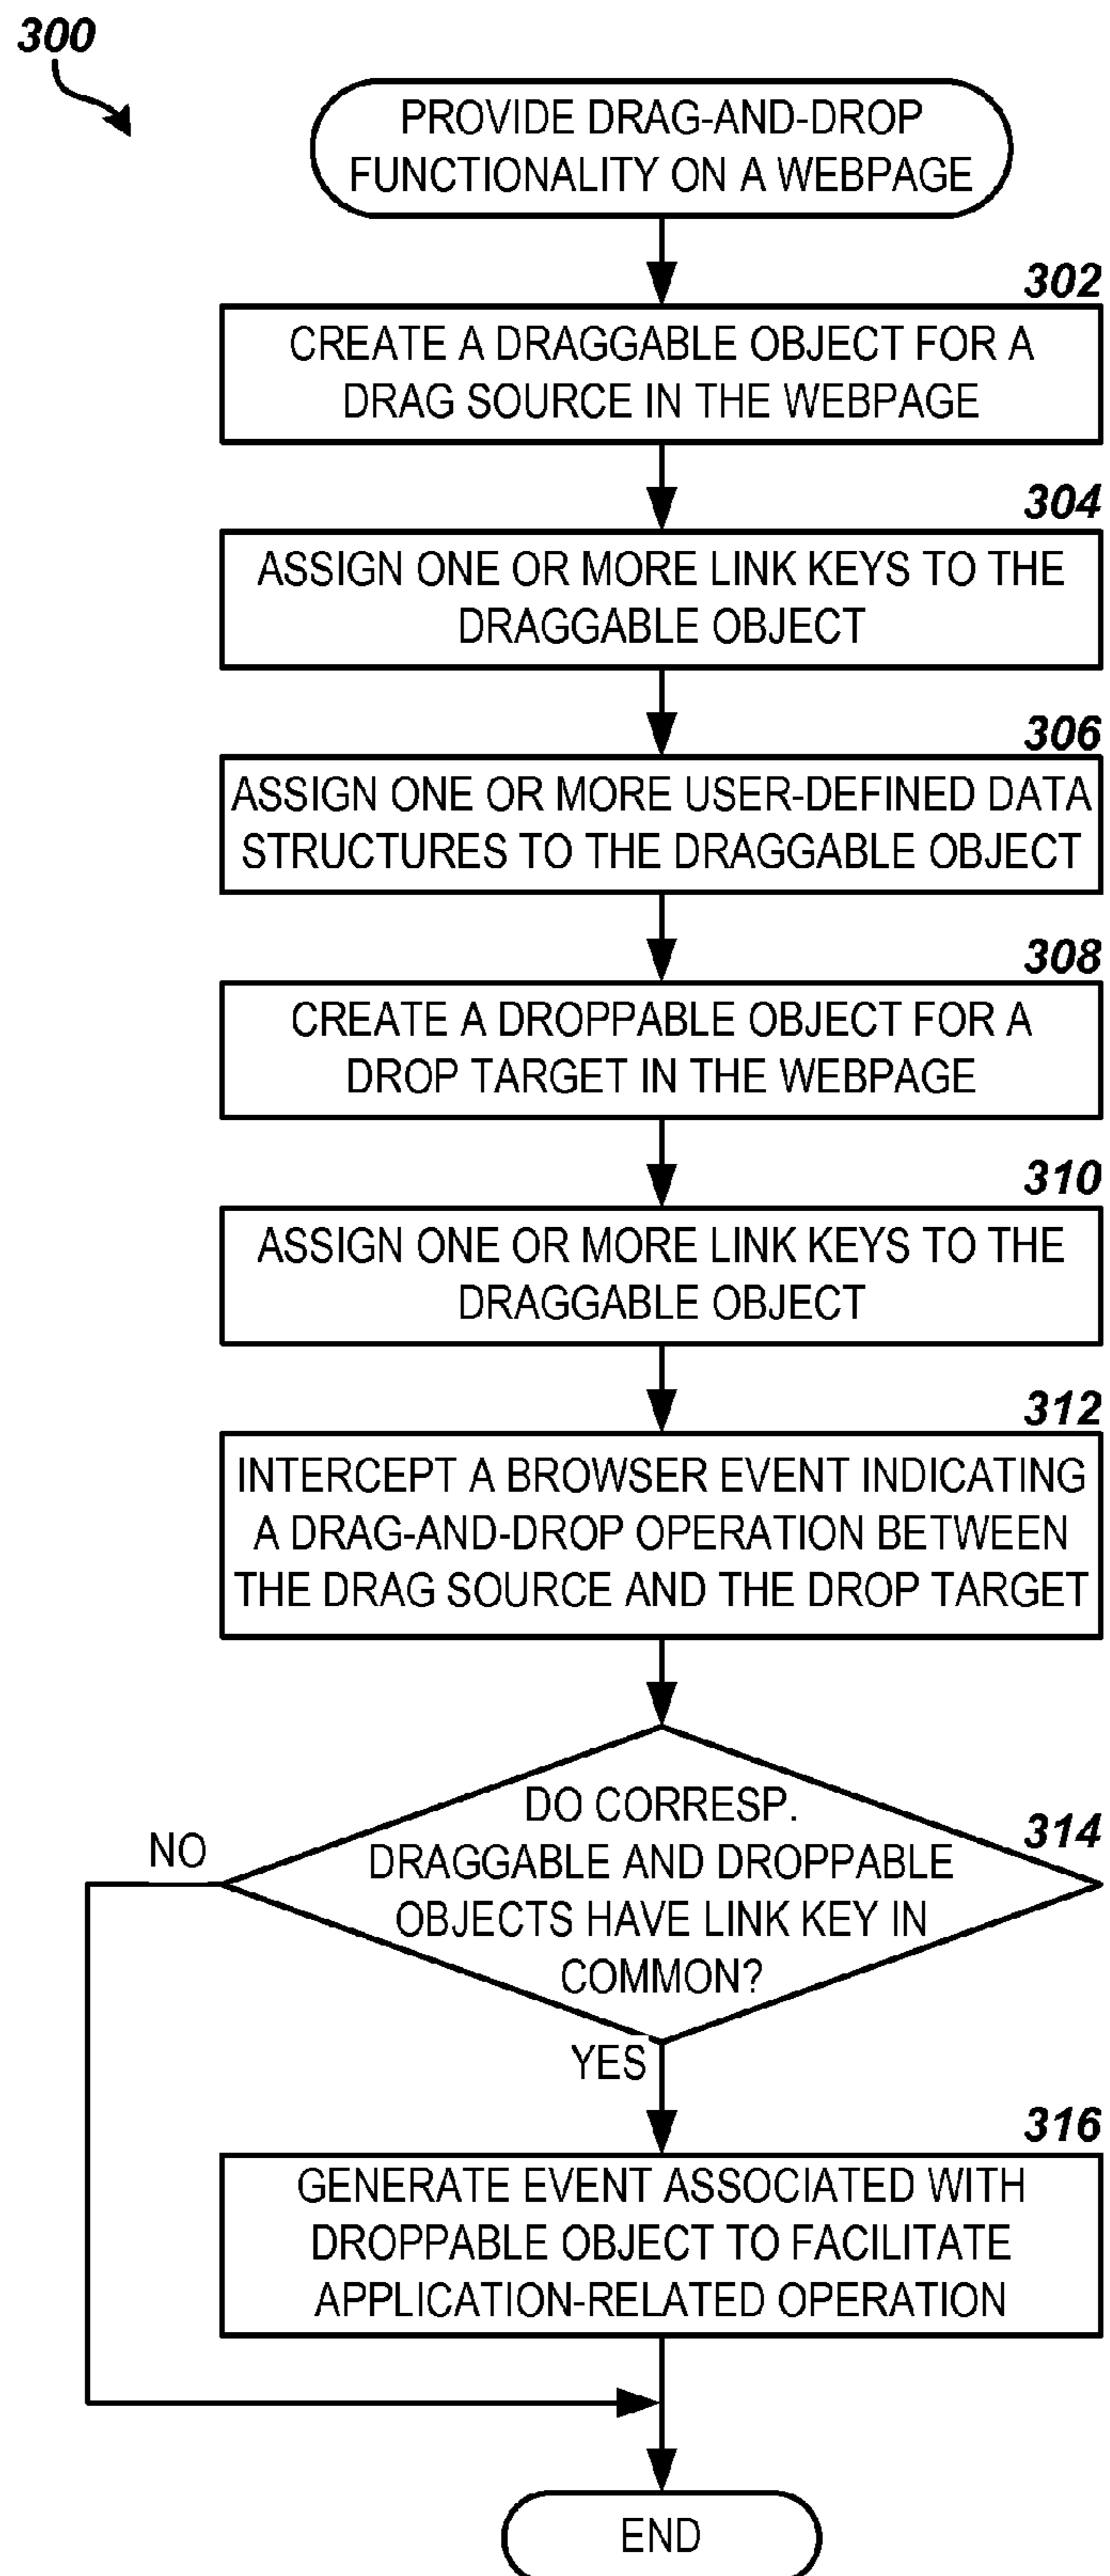 300
PROVIDE DRAG-AND-DROP
FUNCTIONALITY ON A WEBPAGE
302
CREATE A DRAGGABLE OBJECT FOR A
DRAG SOURCE IN THE WEBPAGE
304
ASSIGN ONE OR MORE LINK KEYS TO THE
DRAGGABLE OBJECT
306
ASSIGN ONE OR MORE USER-DEFINED DATA
STRUCTURES TO THE DRAGGABLE OBJECT
308
CREATE A DROPPABLE OBJECT FOR A
DROP TARGET IN THE WEBPAGE
310
ASSIGN ONE OR MORE LINK KEYS TO THE
DRAGGABLE OBJECT
312
INTERCEPT A BROWSER EVENT INDICATING
A DRAG-AND-DROP OPERATION BETWEEN
THE DRAG SOURCE AND THE DROP TARGET
314
DO CORRESP.
DRAGGABLE AND DROPPABLE
OBJECTS HAVE LINK KEY IN
COMMON?
NO
YES
316
GENERATE EVENT ASSOCIATED WITH
DROPPABLE OBJECT TO FACILITATE
APPLICATION-RELATED OPERATION
END